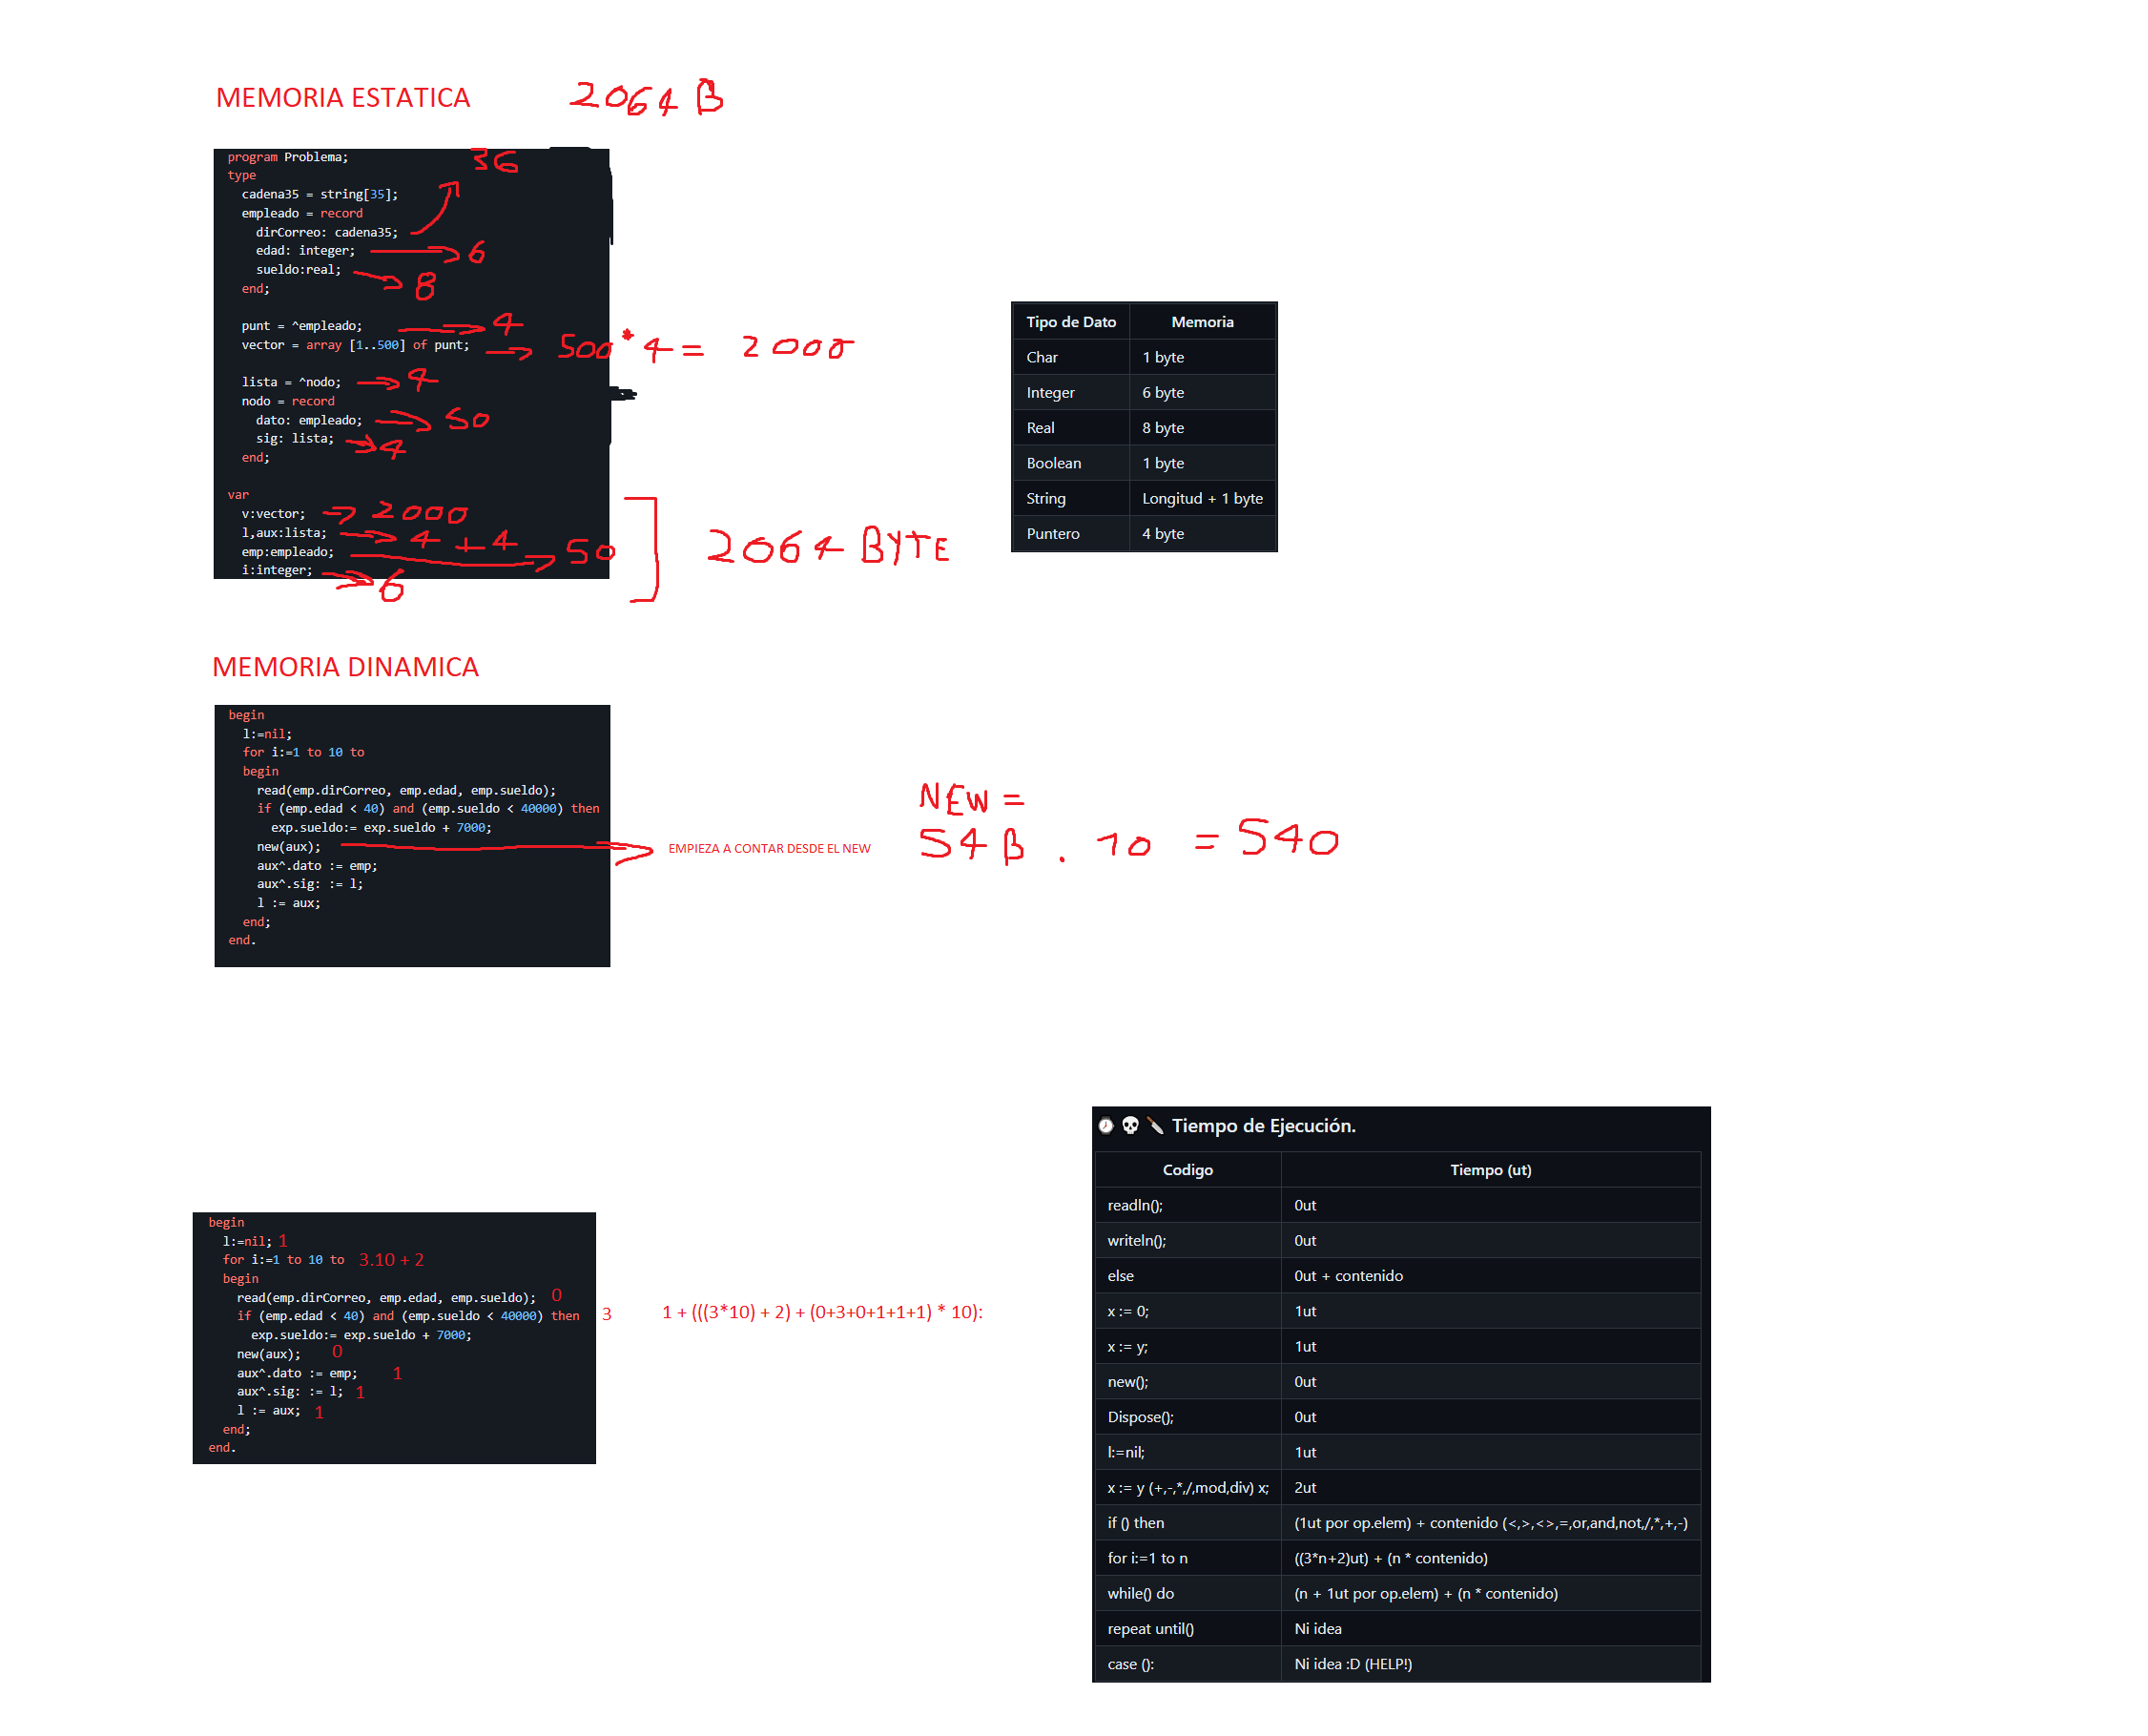 MEMORIA ESTATICA 2064 B
program Problema; 36
type
cadena35 = string[35];
empleado = record
dirCorreo: cadena35;
edad: integer; 6
sueldo:real; 8
end;
punt = ^empleado; 4
vector = array [1..500] of punt; 500*4= 2000
lista = ^nodo; 4
nodo = record
dato: empleado; 50
sig: lista; 4
end;
var
v:vector; 2000
l,aux:lista; 4+4
emp:empleado; 50
i:integer; 6
2064 BYTE
Tipo de Dato Memoria
Char 1 byte
Integer 6 byte
Real 8 byte
Boolean 1 byte
String Longitud + 1 byte
Puntero 4 byte
MEMORIA DINAMICA
begin
l:=nil;
for i:=1 to 10 to
begin
read(emp.dirCorreo, emp.edad, emp.sueldo);
if (emp.edad < 40) and (emp.sueldo < 40000) then
exp.sueldo:= exp.sueldo + 7000;
new(aux); EMPIEZA A CONTAR DESDE EL NEW
aux^.dato := emp;
aux^.sig: := l;
l := aux;
end;
end.
NEW =
54 B . 10 = 540
begin
l:=nil; 1
for i:=1 to 10 to 3.10 + 2
begin
read(emp.dirCorreo, emp.edad, emp.sueldo); 0
if (emp.edad < 40) and (emp.sueldo < 40000) then 3
exp.sueldo:= exp.sueldo + 7000;
new(aux); 0
aux^.dato := emp; 1
aux^.sig: := l; 1
l := aux; 1
end;
end.
1 + (((3*10) + 2) + (0+3+0+1+1+1) * 10):
⌚💀🔪 Tiempo de Ejecución.
Codigo Tiempo (ut)
readln(); 0ut
writeln(); 0ut
else 0ut + contenido
x := 0; 1ut
x := y; 1ut
new(); 0ut
Dispose(); 0ut
l:=nil; 1ut
x := y (+,-,*,/,mod,div) x; 2ut
if () then (1ut por op.elem) + contenido (<,>,<>,=,or,and,not,/,*,+,-)
for i:=1 to n ((3*n+2)ut) + (n * contenido)
while() do (n + 1ut por op.elem) + (n * contenido)
repeat until() Ni idea
case (): Ni idea :D (HELP!)